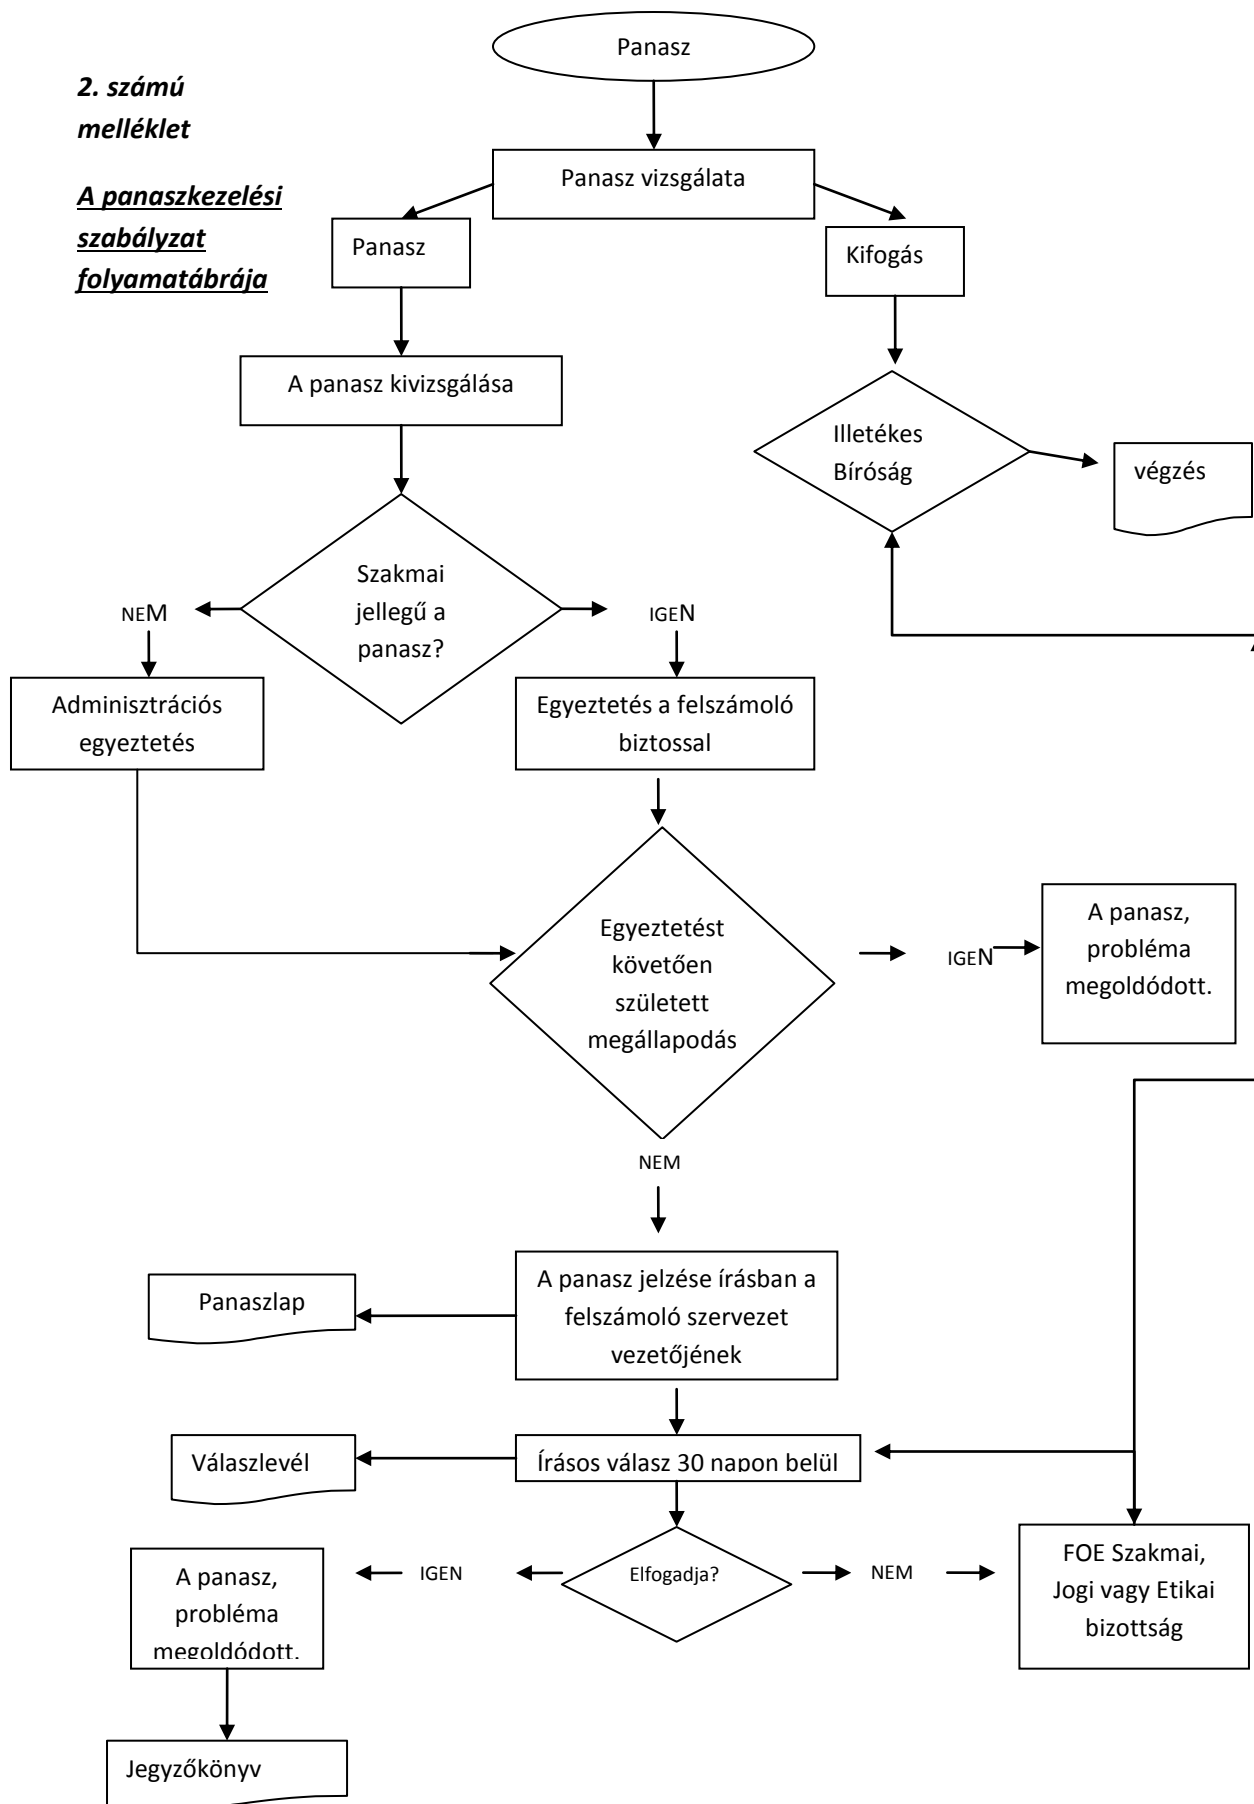 Panasz
2. számú
melléklet
Panasz vizsgálata
A panaszkezelési
szabályzat
folyamatábrája
Panasz
Kifogás
A panasz kivizsgálása
Illetékes
Bíróság
végzés
Szakmai
jellegű a
panasz?
NEM
IGEN
Adminisztrációs
egyeztetés
Egyeztetés a felszámoló
biztossal
Egyeztetést
követően
született
megállapodás
IGEN
A panasz,
probléma
megoldódott.
NEM
A panasz jelzése írásban a
felszámoló szervezet
vezetőjének
Panaszlap
Írásos válasz 30 napon belül
Válaszlevél
Elfogadja?
IGEN
NEM
A panasz,
probléma
megoldódott.
FOE Szakmai,
Jogi vagy Etikai
bizottság
Jegyzőkönyv